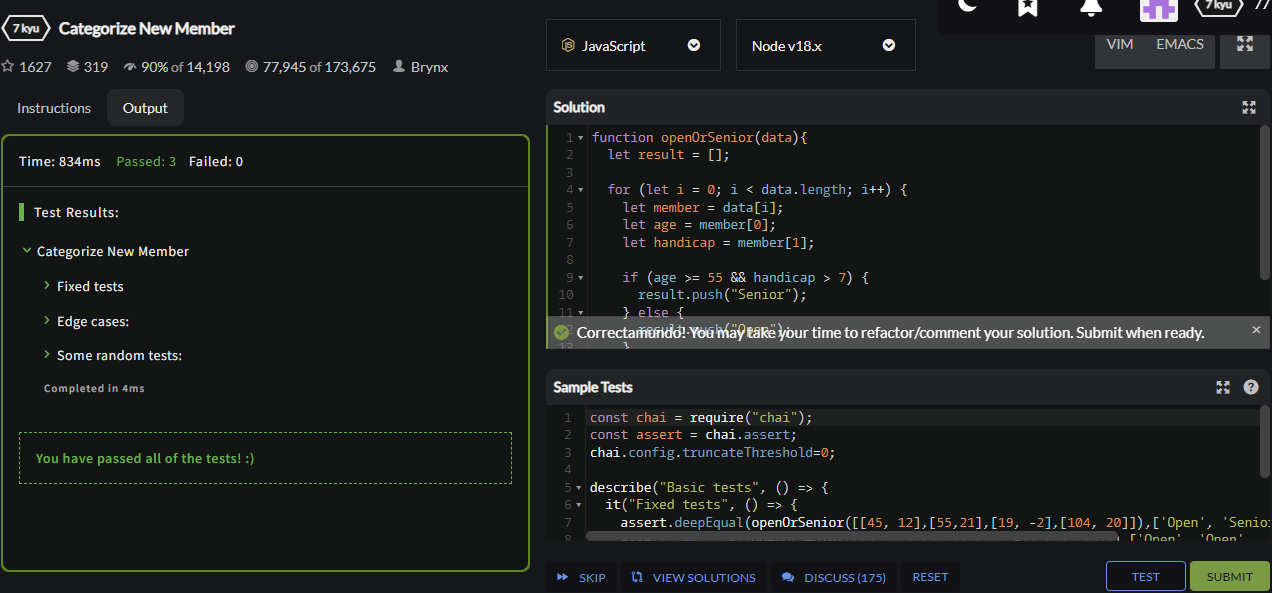 7 kyu Categorize New Member
1627 319 90% of 14,198 77,945 of 173,675 Brynx
Instructions Output
Time: 834ms Passed: 3 Failed: 0
Test Results:
Categorize New Member
Fixed tests
Edge cases:
Some random tests:
Completed in 4ms
You have passed all of the tests! :)
JavaScript
Node v18.x
7 kyu
VIM EMACS
Solution
1 function openOrSenior(data){
2 let result = [];
3
4 for (let i = 0; i < data.length; i++) {
5 let member = data[i];
6 let age = member[0];
7 let handicap = member[1];
8
9 if (age >= 55 && handicap > 7) {
10 result.push("Senior");
11 } else {
result.push("Open");
Correctamundo! You may take your time to refactor/comment your solution. Submit when ready.
13 }
Sample Tests
1 const chai = require("chai");
2 const assert = chai.assert;
3 chai.config.truncateThreshold=0;
4
5 describe("Basic tests", () => {
6 it("Fixed tests", () => {
7 assert.deepEqual(openOrSenior([[45, 12],[55,21],[19, -2],[104, 20]]),['Open', 'Senio
8 ,['Open', 'Open',
SKIP VIEW SOLUTIONS DISCUSS (175) RESET TEST SUBMIT